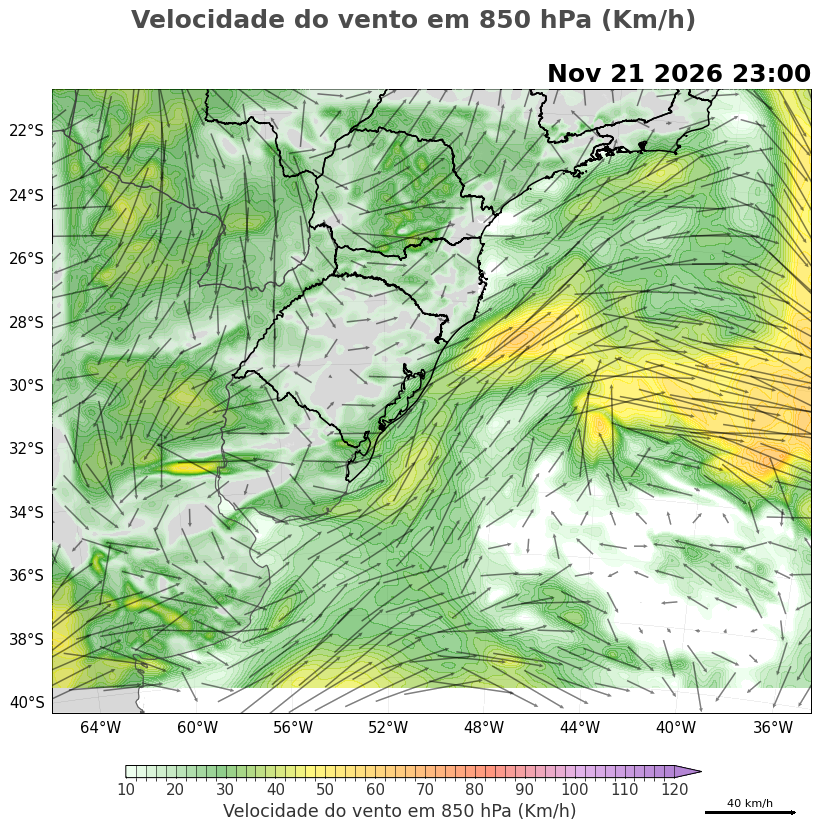 Velocidade do vento em 850 hPa (Km/h)
Nov 21 2026 23:00
22°S
24°S
26°S
28°S
30°S
32°S
34°S
36°S
38°S
40°S
64°W 60°W 56°W 52°W 48°W 44°W 40°W 36°W
10 20 30 40 50 60 70 80 90 100 110 120
Velocidade do vento em 850 hPa (Km/h)
40 km/h